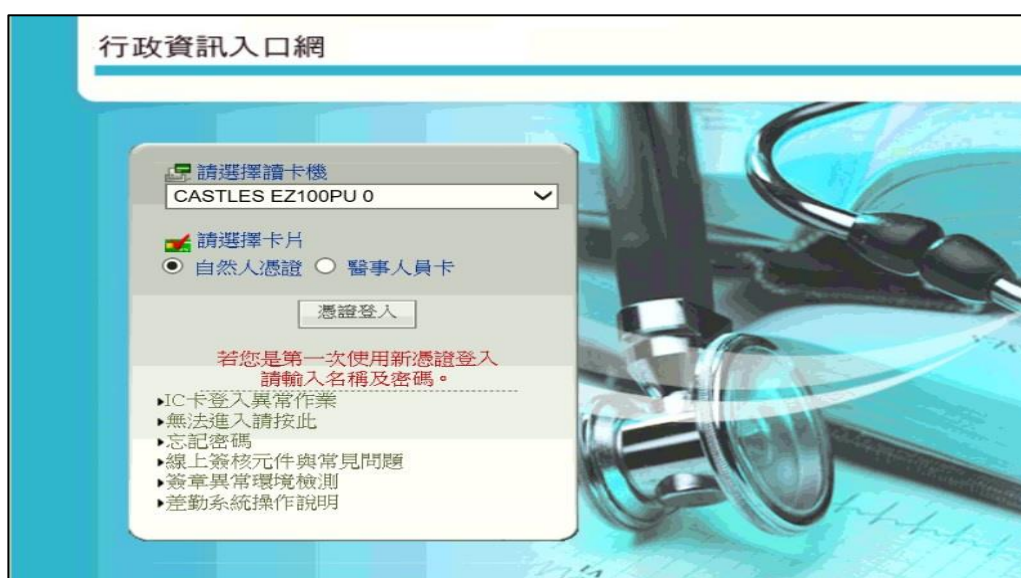 行政資訊入口網
請選擇讀卡機
CASTLES EZ100PU 0
請選擇卡片
自然人憑證 醫事人員卡
憑證登入
若您是第一次使用新憑證登入
請輸入名稱及密碼。
▸IC卡登入異常作業
▸無法進入請按此
▸忘記密碼
▸線上簽核元件與常見問題
▸簽章異常環境檢測
▸差勤系統操作說明